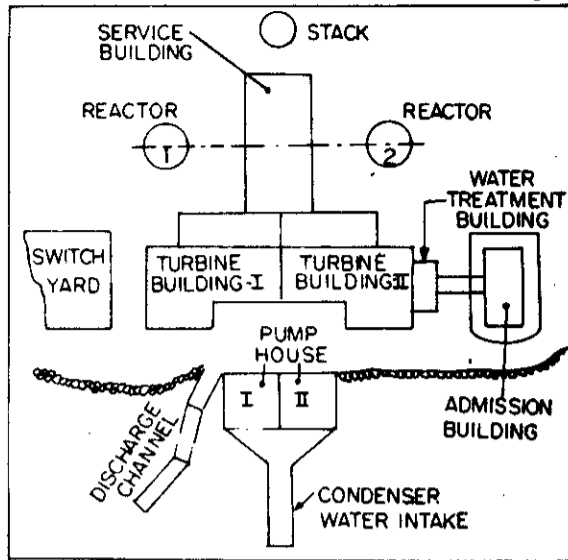 SERVICE
BUILDING
STACK
REACTOR
1
REACTOR
2
WATER
TREATMENT
BUILDING
SWITCH
YARD
TURBINE
BUILDING-I
TURBINE
BUILDING II
PUMP
HOUSE
I
II
DISCHARGE
CHANNEL
ADMISSION
BUILDING
CONDENSER
WATER INTAKE